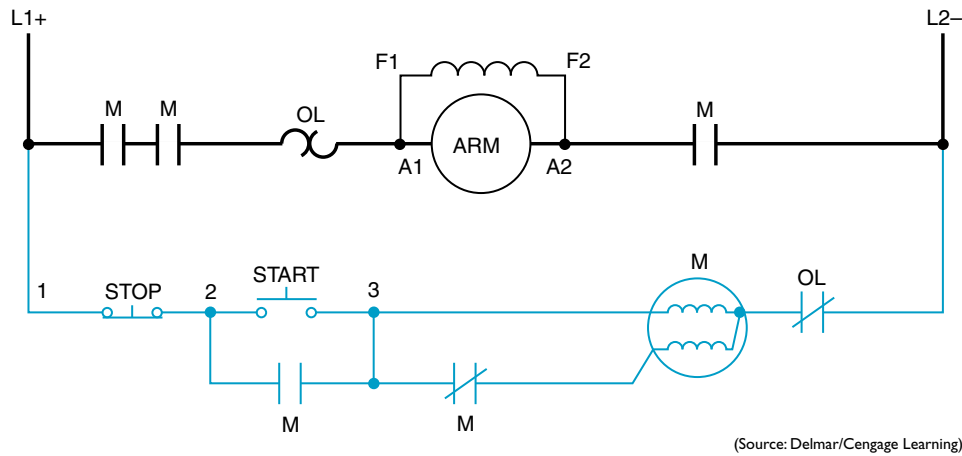 L1+ L2–
F1 F2
M M OL M
ARM
A1 A2
M
START OL
1 STOP 2 3
M M
(Source: Delmar/Cengage Learning)